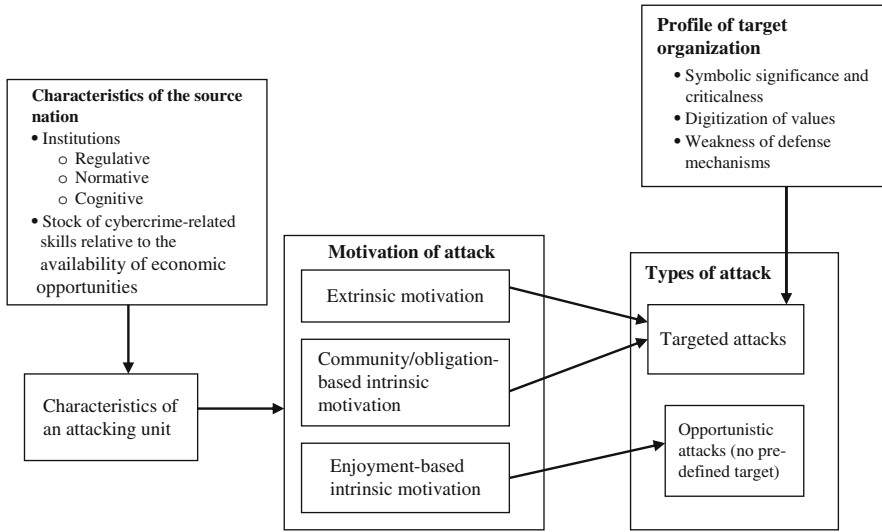 Profile of target
organization
• Symbolic significance and
criticalness
• Digitization of values
• Weakness of defense
mechanisms
Characteristics of the source
nation
• Institutions
o Regulative
o Normative
o Cognitive
• Stock of cybercrime-related
skills relative to the
availability of economic
opportunities
Characteristics of
an attacking unit
Motivation of attack
Extrinsic motivation
Community/obligation-
based intrinsic
motivation
Enjoyment-based
intrinsic motivation
Types of attack
Targeted attacks
Opportunistic
attacks (no pre-
defined target)